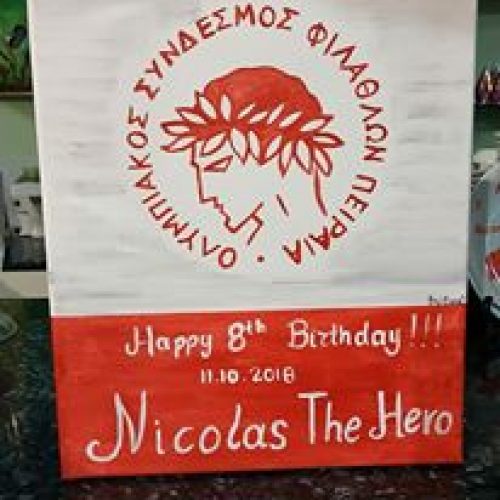 ΟΛΥΜΠΙΑΚΟΣ ΣΥΝΔΕΣΜΟΣ ΦΙΛΑΘΛΩΝ ΠΕΙΡΑΙΑ •
Happy 8th Birthday!!!
11.10.2018
Nicolas The Hero